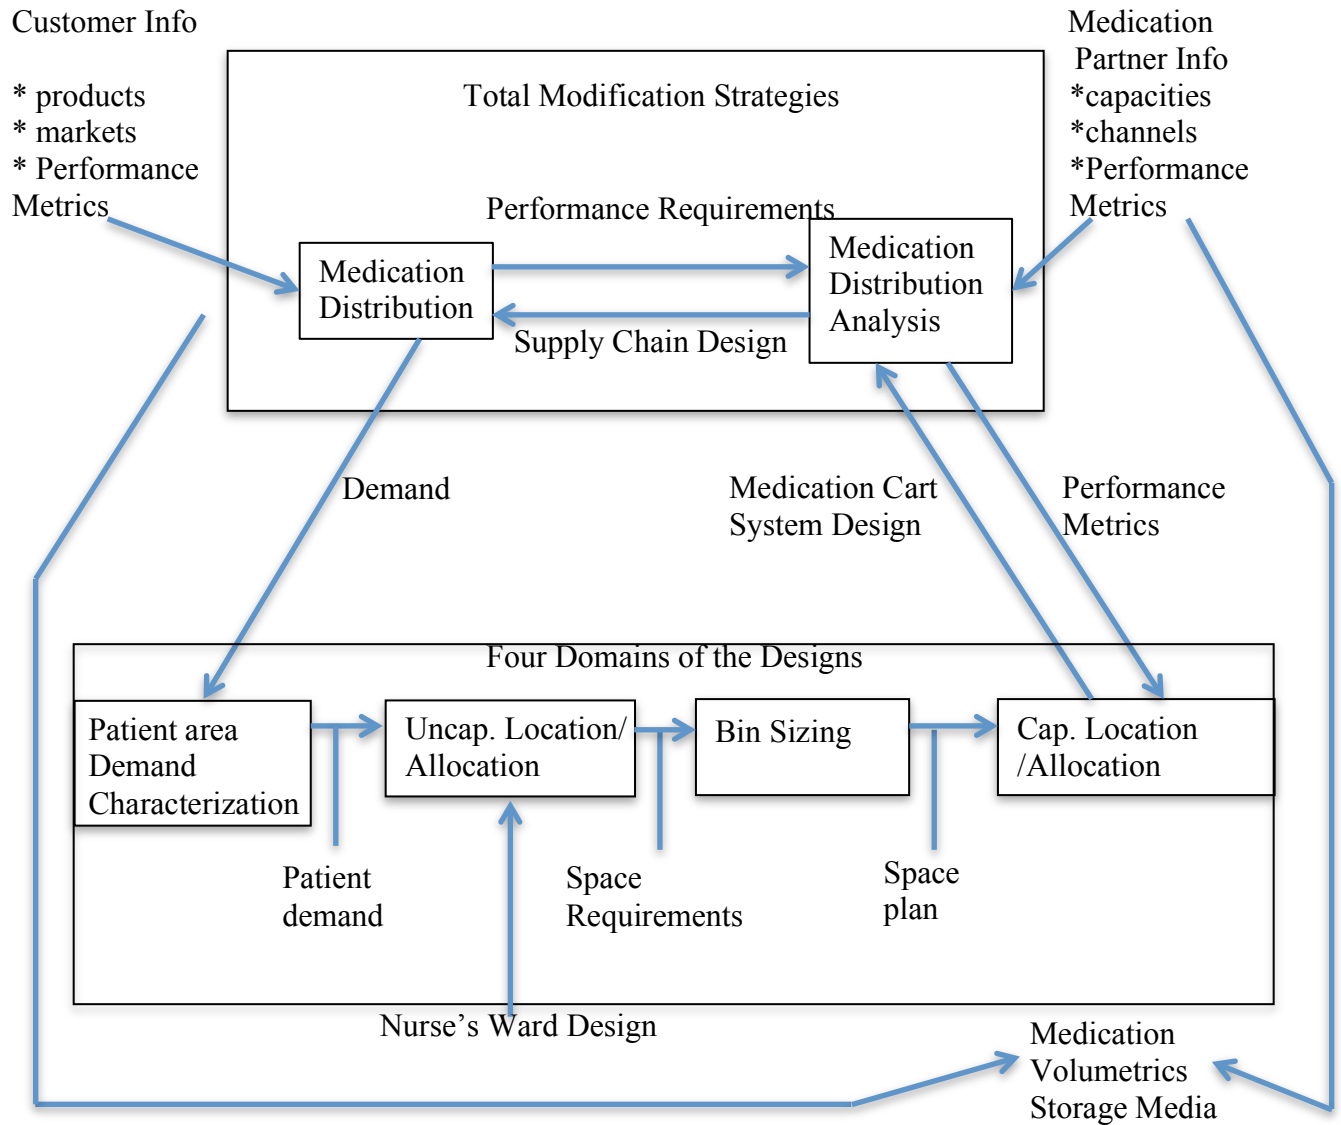 Customer Info
* products
* markets
* Performance
Metrics
Medication
Partner Info
*capacities
*channels
*Performance
Metrics
Total Modification Strategies
Performance Requirements
Medication
Distribution
Medication
Distribution
Analysis
Supply Chain Design
Demand
Medication Cart
System Design
Performance
Metrics
Four Domains of the Designs
Patient area
Demand
Characterization
Uncap. Location/
Allocation
Bin Sizing
Cap. Location
/Allocation
Patient
demand
Space
Requirements
Space
plan
Nurse’s Ward Design
Medication
Volumetrics
Storage Media